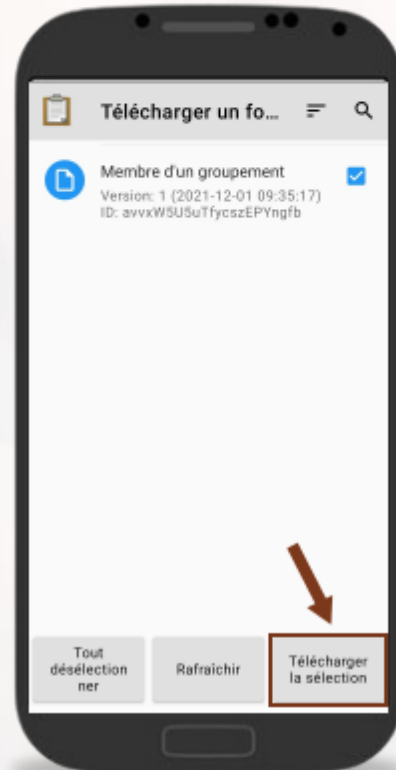 Télécharger un fo...
Membre d'un groupement
Version: 1 (2021-12-01 09:35:17)
ID: avvxW5U5uTfycszEPYngfb
Tout
désélection
ner
Rafraîchir
Télécharger
la sélection